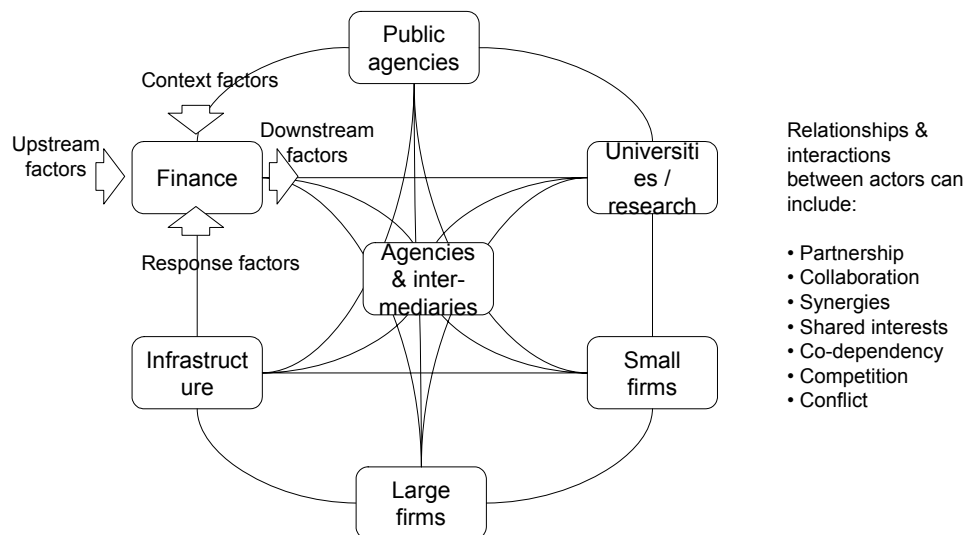 Public
agencies
Context factors
Upstream
factors
Downstream
factors
Finance
Universiti
es /
research
Relationships &
interactions
between actors can
include:
• Partnership
• Collaboration
• Synergies
• Shared interests
• Co-dependency
• Competition
• Conflict
Response factors
Agencies
& inter-
mediaries
Infrastruct
ure
Small
firms
Large
firms